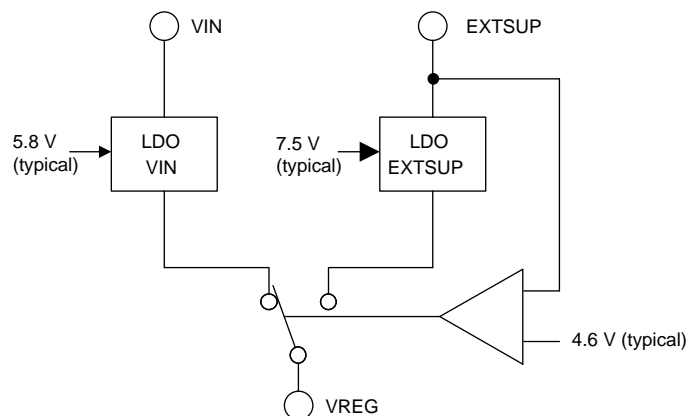 VIN
EXTSUP
5.8 V
(typical)
LDO
VIN
7.5 V
(typical)
LDO
EXTSUP
4.6 V (typical)
VREG